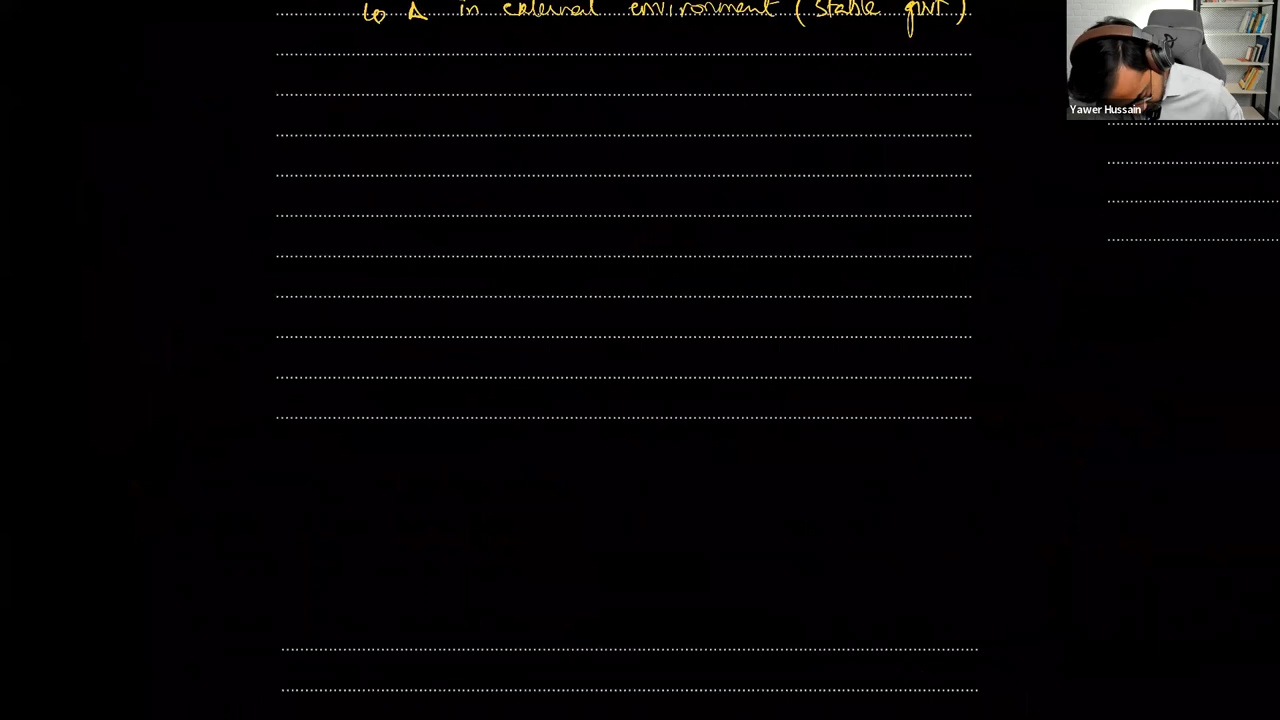 to Δ in external environment (stable govt)
Yawer Hussain